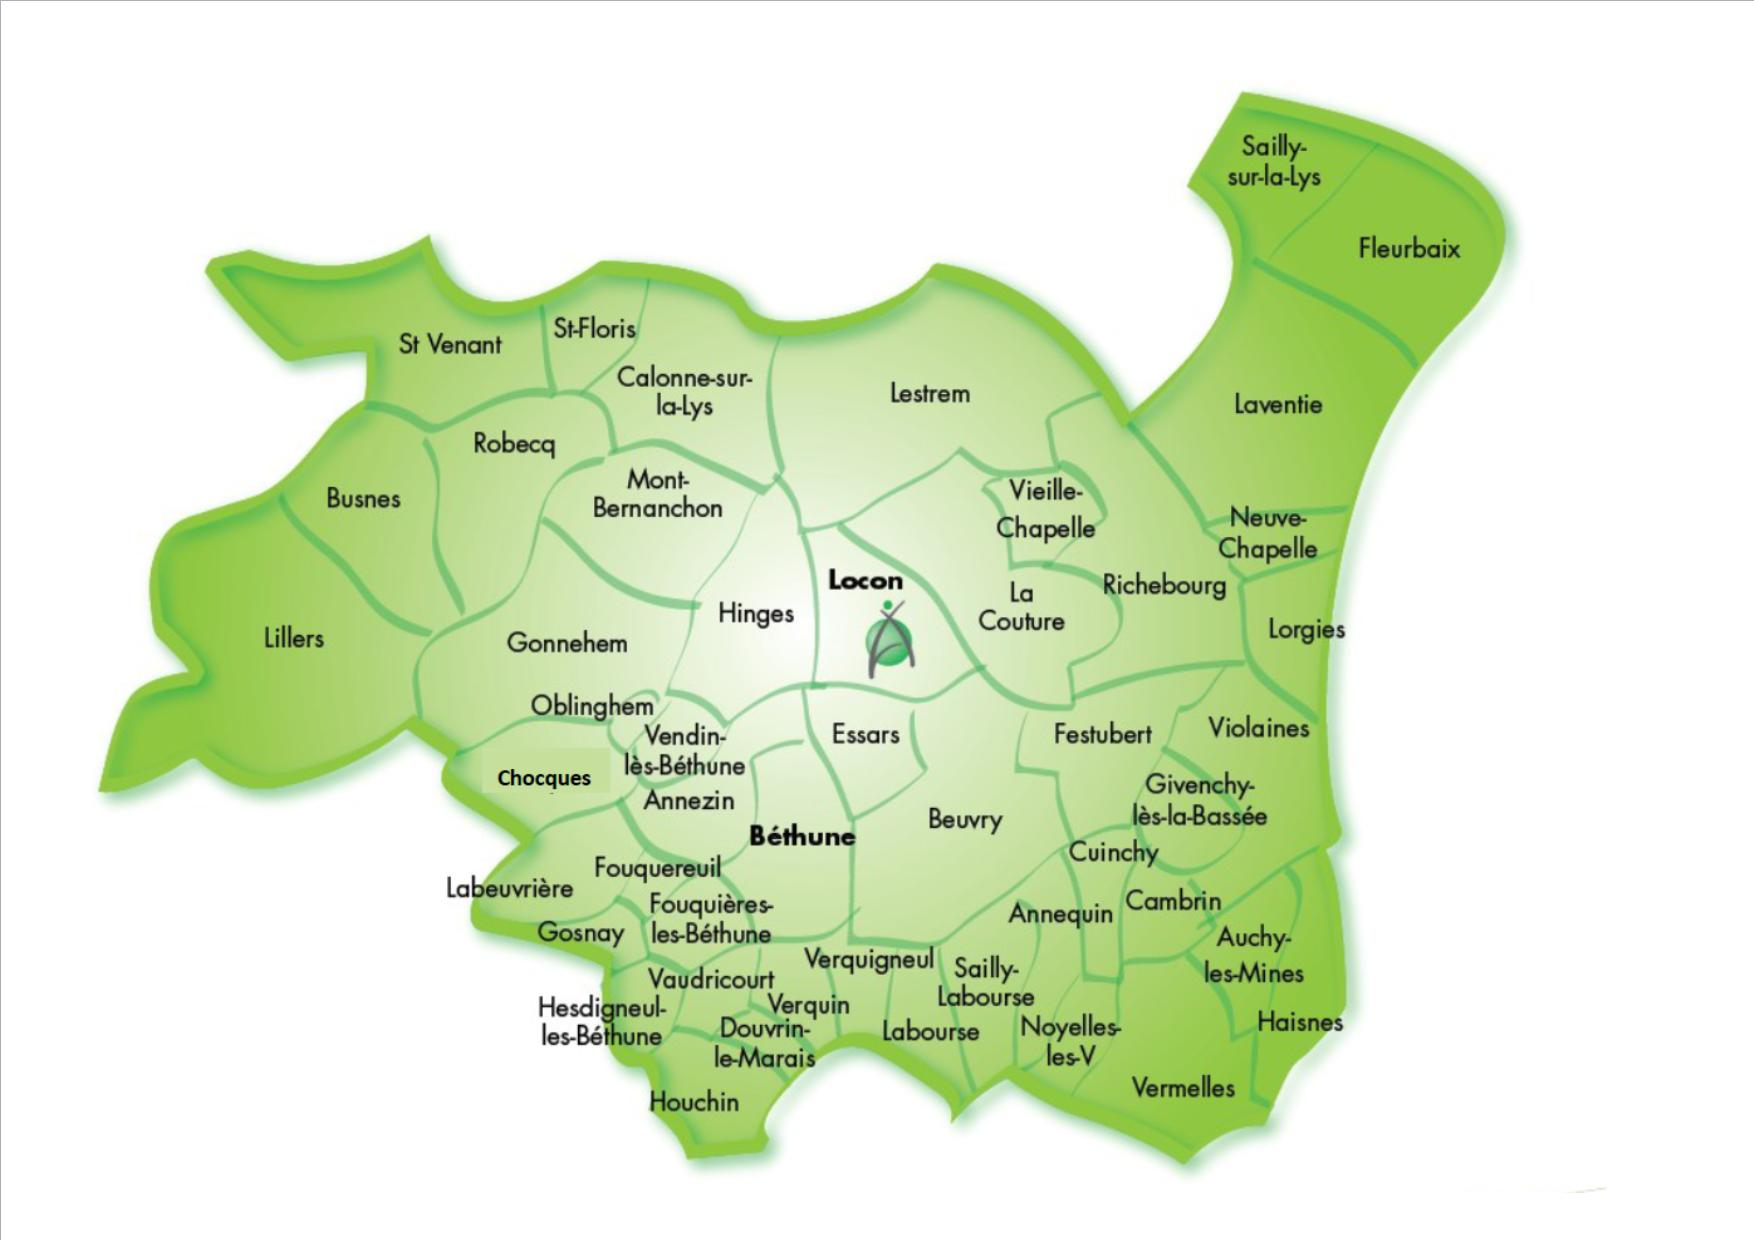 Sailly-
sur-la-Lys
Fleurbaix
St Venant
St-Floris
Calonne-sur-
la-Lys
Lestrem
Laventie
Robecq
Busnes
Mont-
Bernanchon
Vieille-
Chapelle
Neuve-
Chapelle
Locon
Richebourg
La
Couture
Hinges
Lorgies
Lillers
Gonnehem
Oblinghem
Vendin-
lès-Béthune
Essars
Festubert
Violaines
Chocques
Annezin
Givenchy-
lès-la-Bassée
Béthune
Beuvry
Cuinchy
Fouquereuil
Labeuvrière
Fouquières-
les-Béthune
Annequin
Cambrin
Gosnay
Auchy-
les-Mines
Verquigneul
Sailly-
Labourse
Vaudricourt
Verquin
Hesdigneul-
les-Béthune
Douvrin-
le-Marais
Labourse
Noyelles-
les-V
Haisnes
Vermelles
Houchin